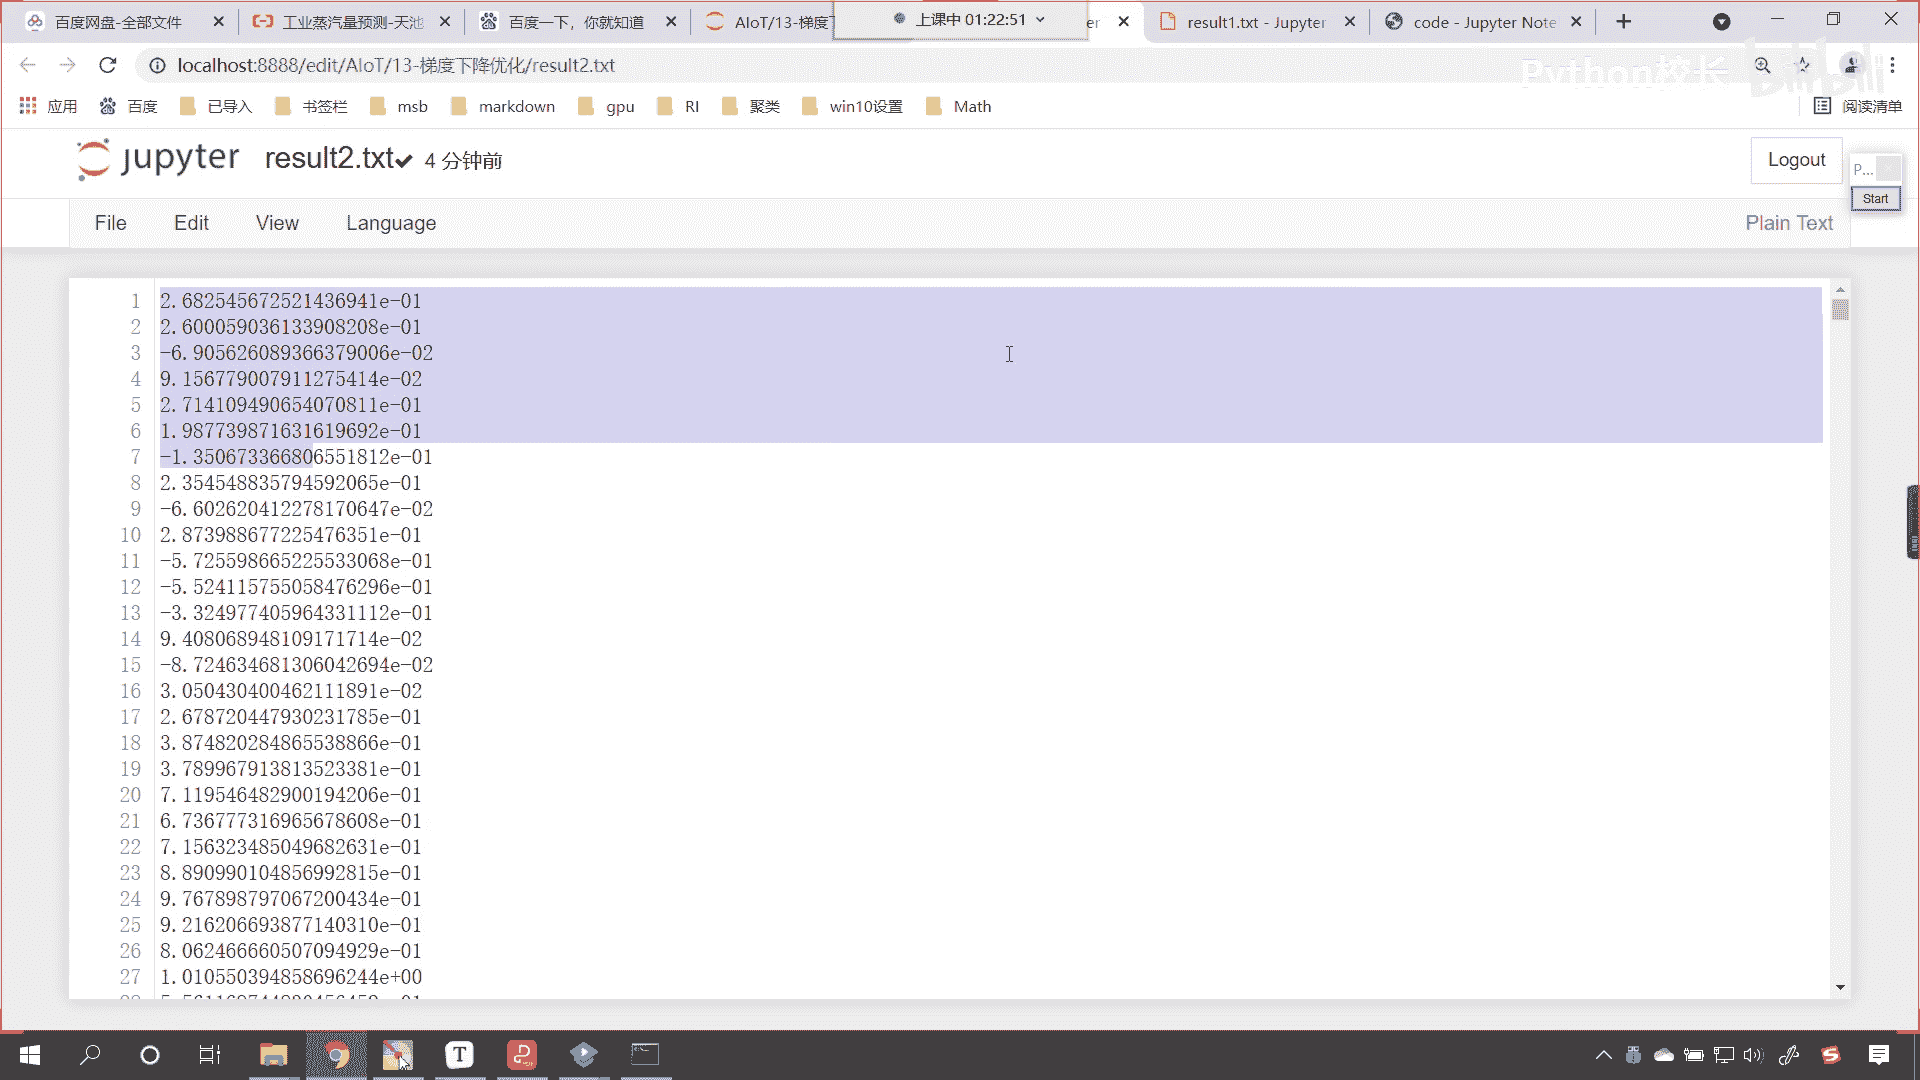 百度网盘-全部文件
工业蒸汽量预测-天池
百度一下，你就知道
AIoT/13-梯度下
上课中 01:22:51
er
result1.txt - Jupyter
code - Jupyter Note
localhost:8888/edit/AIoT/13-梯度下降优化/result2.txt
Python校长
bilibili
应用
百度
已导入
书签栏
msb
markdown
gpu
RI
聚类
win10设置
Math
阅读清单
jupyter
result2.txt
4 分钟前
Logout
P...
Start
File
Edit
View
Language
Plain Text
1 2.682545672521436941e-01
2 2.600059036133908208e-01
3 -6.905626089366379006e-02
4 9.156779007911275414e-02
5 2.714109490654070811e-01
6 1.987739871631619692e-01
7 -1.350673366806551812e-01
8 2.354548835794592065e-01
9 -6.602620412278170647e-02
10 2.873988677225476351e-01
11 -5.725598665225533068e-01
12 -5.524115755058476296e-01
13 -3.324977405964331112e-01
14 9.408068948109171714e-02
15 -8.724634681306042694e-02
16 3.050430400462111891e-02
17 2.678720447930231785e-01
18 3.874820284865538866e-01
19 3.789967913813523381e-01
20 7.119546482900194206e-01
21 6.736777316965678608e-01
22 7.156323485049682631e-01
23 8.890990104856992815e-01
24 9.767898797067200434e-01
25 9.216206693877140310e-01
26 8.062466660507094929e-01
27 1.010550394858696244e+00